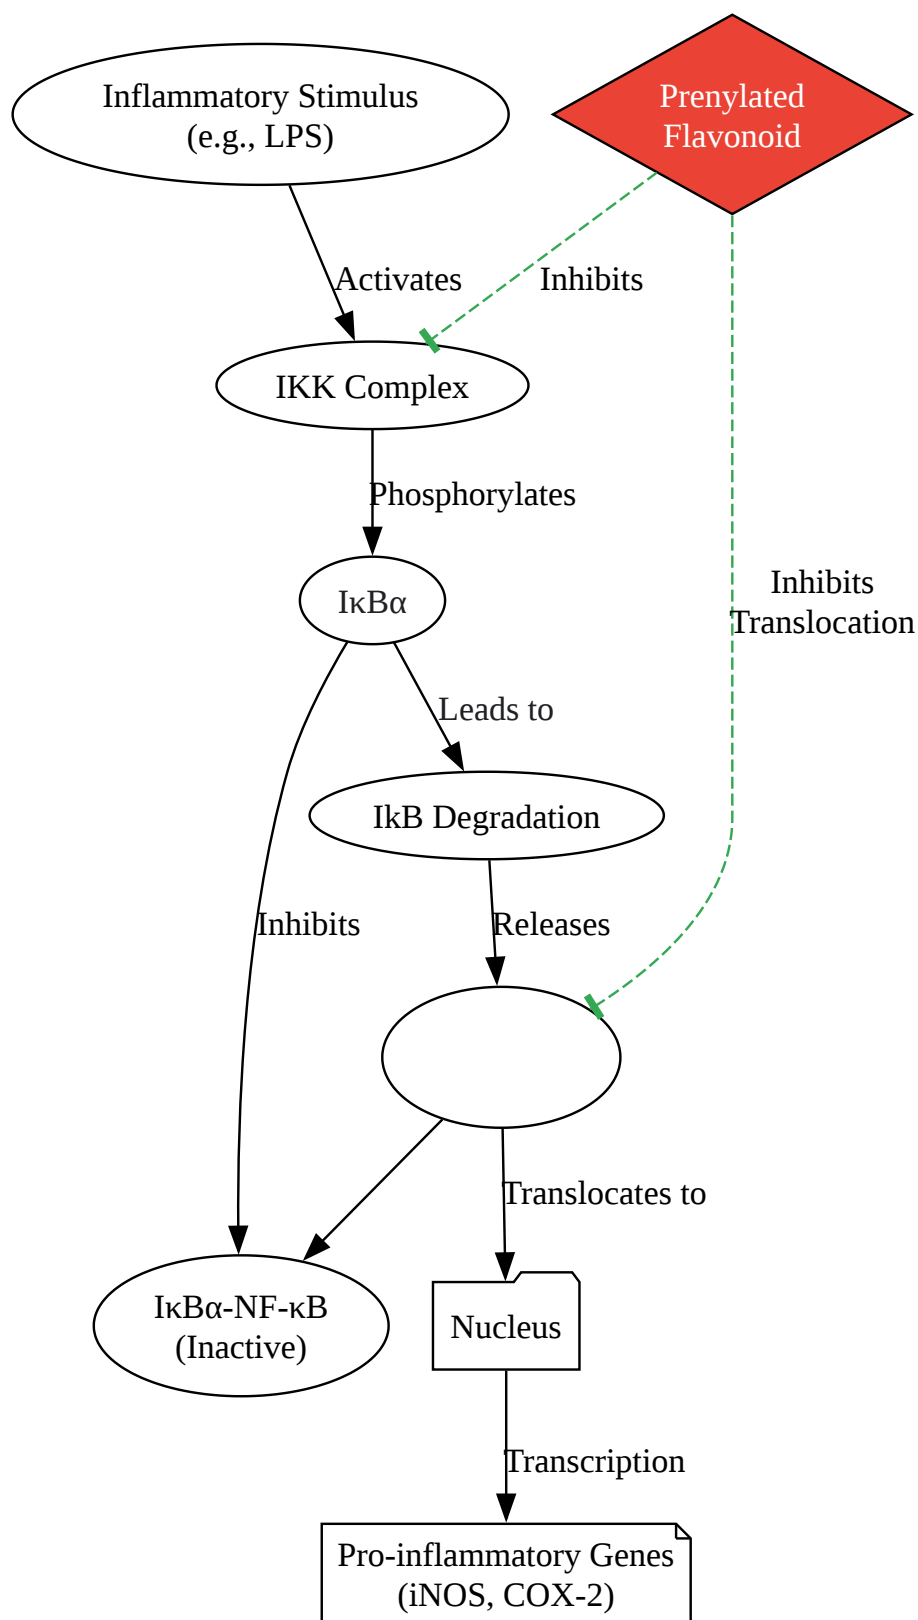 Inflammatory Stimulus
(e.g., LPS)
Prenylated
Flavonoid
Activates
Inhibits
IKK Complex
Phosphorylates
IκBα
Inhibits
Translocation
Leads to
IkB Degradation
Inhibits
Releases
Translocates to
IκBα-NF-κB
(Inactive)
Nucleus
Transcription
Pro-inflammatory Genes
(iNOS, COX-2)